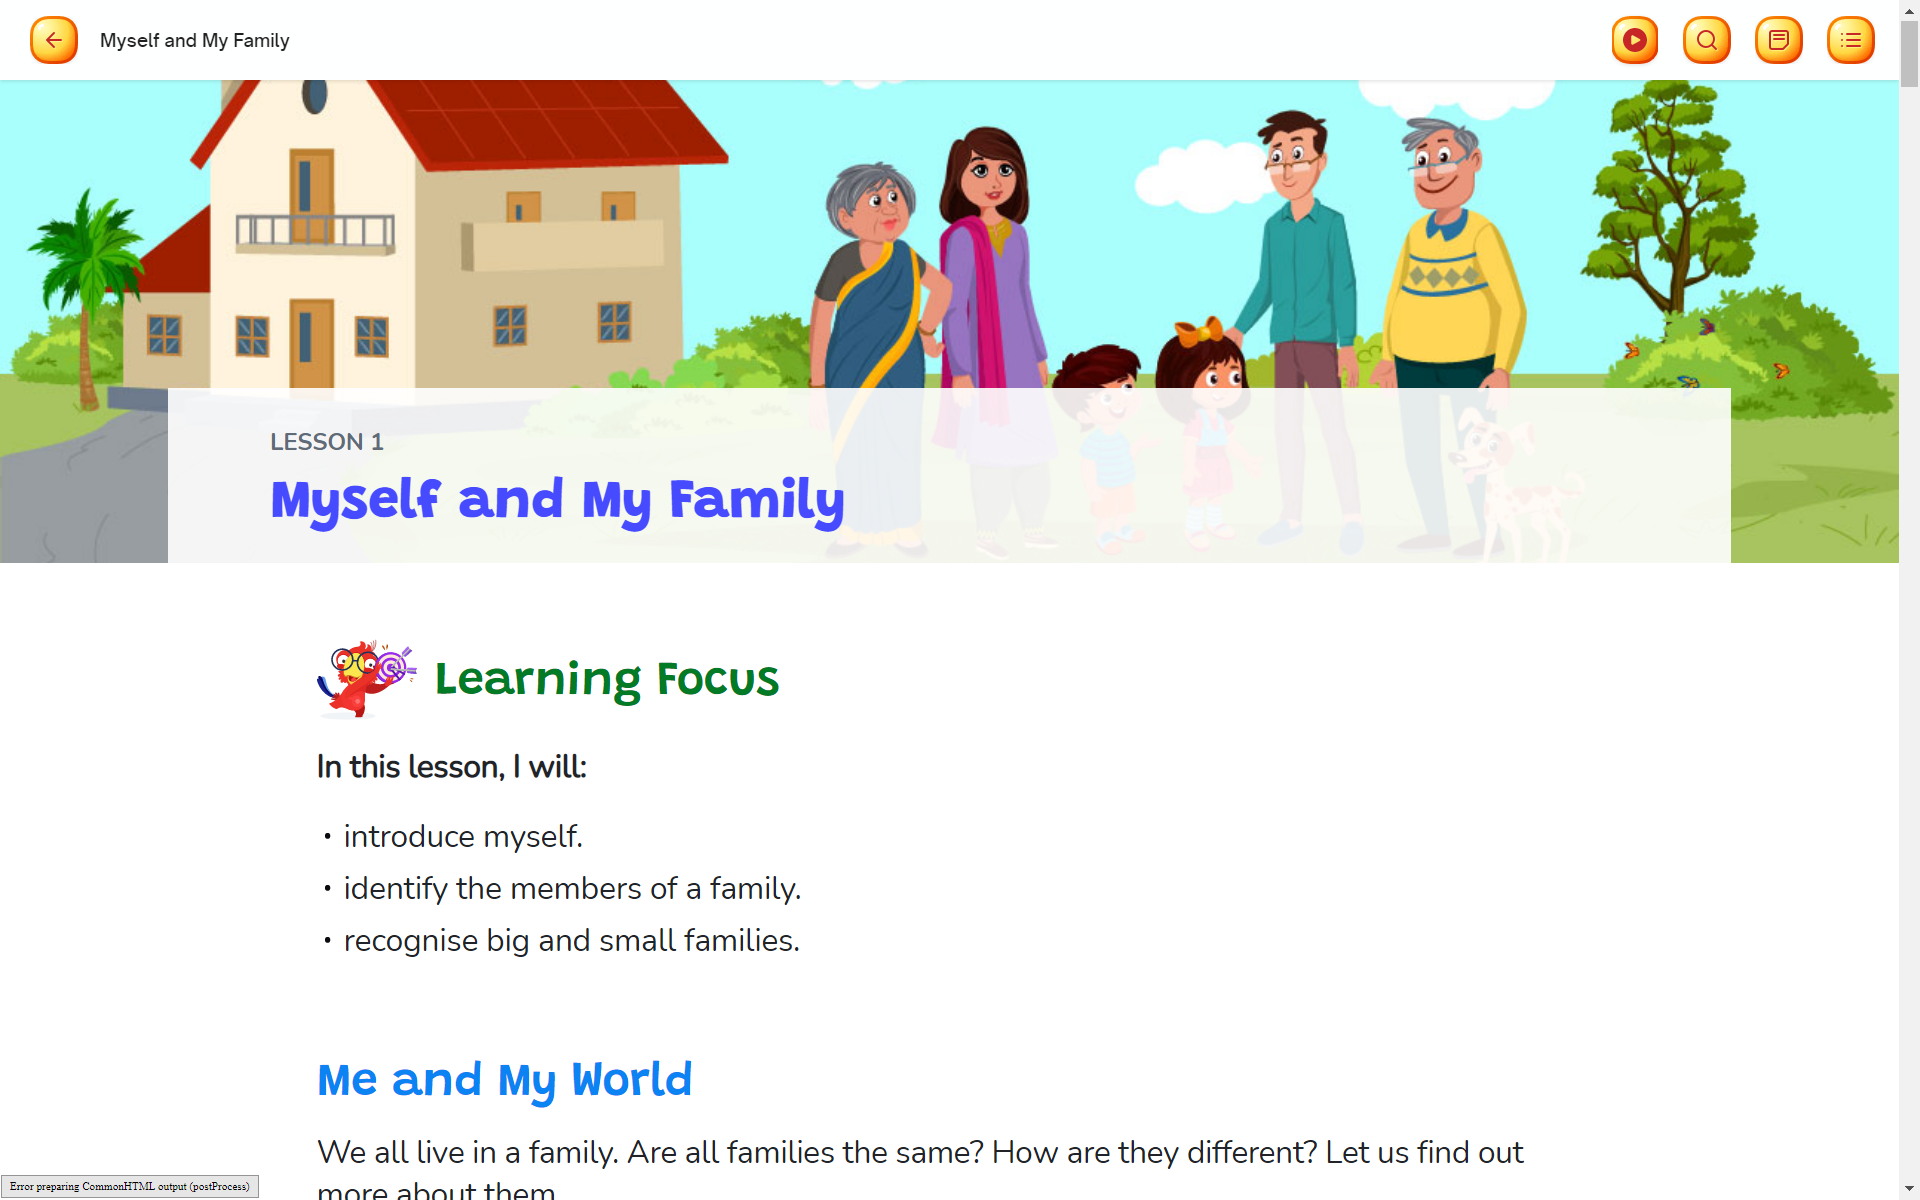 Myself and My Family
LESSON 1
Myself and My Family
Learning Focus
In this lesson, I will:
• introduce myself.
• identify the members of a family.
• recognise big and small families.
Me and My World
We all live in a family. Are all families the same? How are they different? Let us find out
more about them
Error preparing CommonHTML output (postProcess)